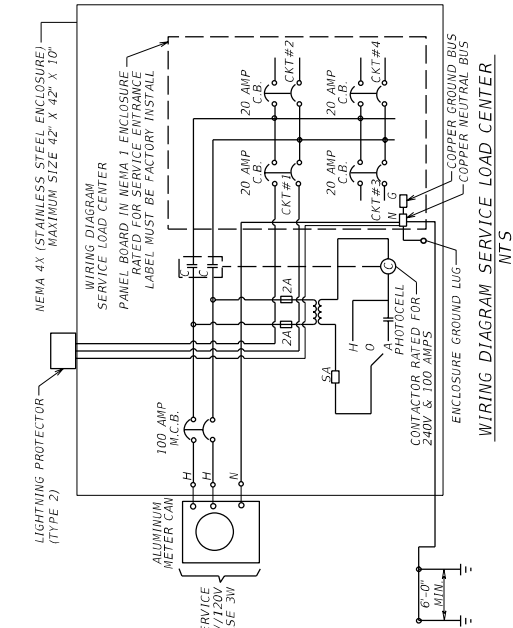 NEMA 4X (STAINLESS STEEL ENCLOSURE)
MAXIMUM SIZE 42" X 42" X 10"
LIGHTNING PROTECTOR
(TYPE 2)
WIRING DIAGRAM
SERVICE LOAD CENTER
PANEL BOARD IN NEMA 1 ENCLOSURE
RATED FOR SERVICE ENTRANCE
LABEL MUST BE FACTORY INSTALL
20 AMP
C.B.
CKT#2
20 AMP
C.B.
CKT#4
20 AMP
C.B.
CKT#1
20 AMP
C.B.
CKT#3
N
G
COPPER GROUND BUS
COPPER NEUTRAL BUS
C
C
C
2A
2A
5A
H
O
A
PHOTOCELL
CONTACTOR RATED FOR
240V & 100 AMPS
ENCLOSURE GROUND LUG
100 AMP
M.C.B.
H
H
N
ALUMINUM
METER CAN
6'-0"
MIN.
WIRING DIAGRAM SERVICE LOAD CENTER
NTS